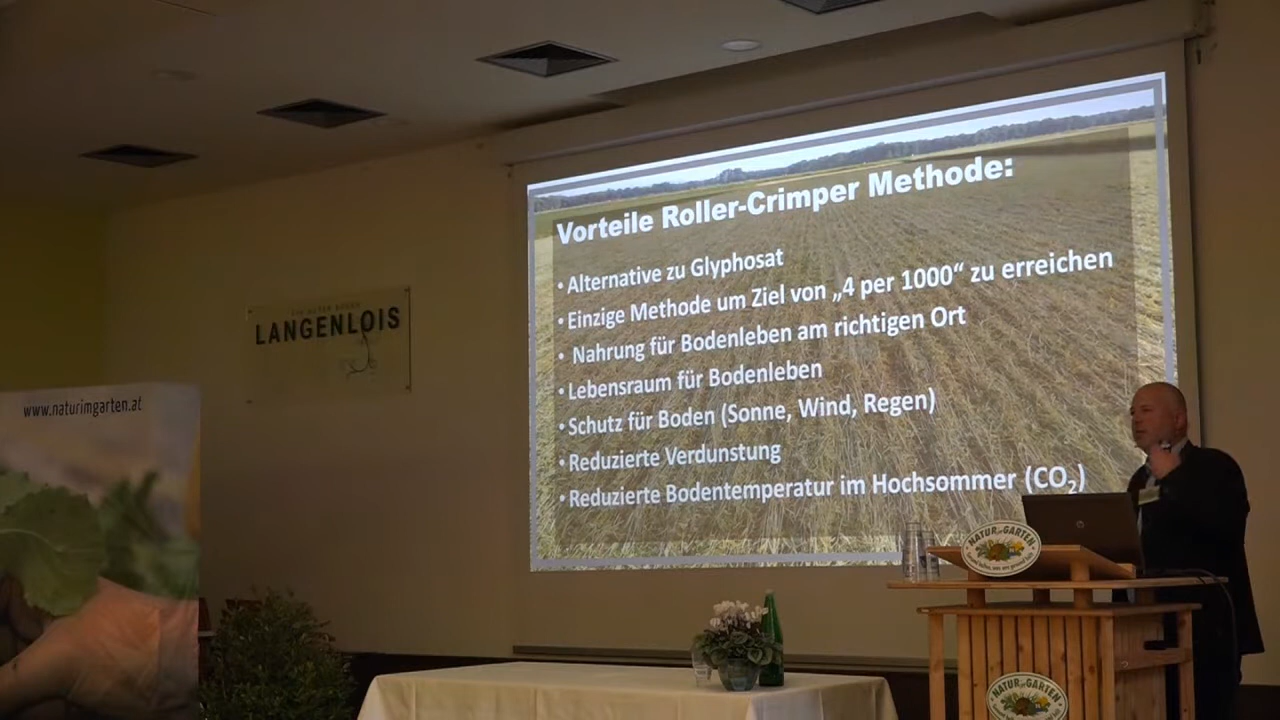 Vorteile Roller-Crimper Methode:
• Alternative zu Glyphosat
• Einzige Methode um Ziel von „4 per 1000“ zu erreichen
• Nahrung für Bodenleben am richtigen Ort
• Lebensraum für Bodenleben
• Schutz für Boden (Sonne, Wind, Regen)
• Reduzierte Verdunstung
• Reduzierte Bodentemperatur im Hochsommer (CO₂)
LANGENLOIS
www.naturimgarten.at
NATUR IM GARTEN
NATUR IM GARTEN